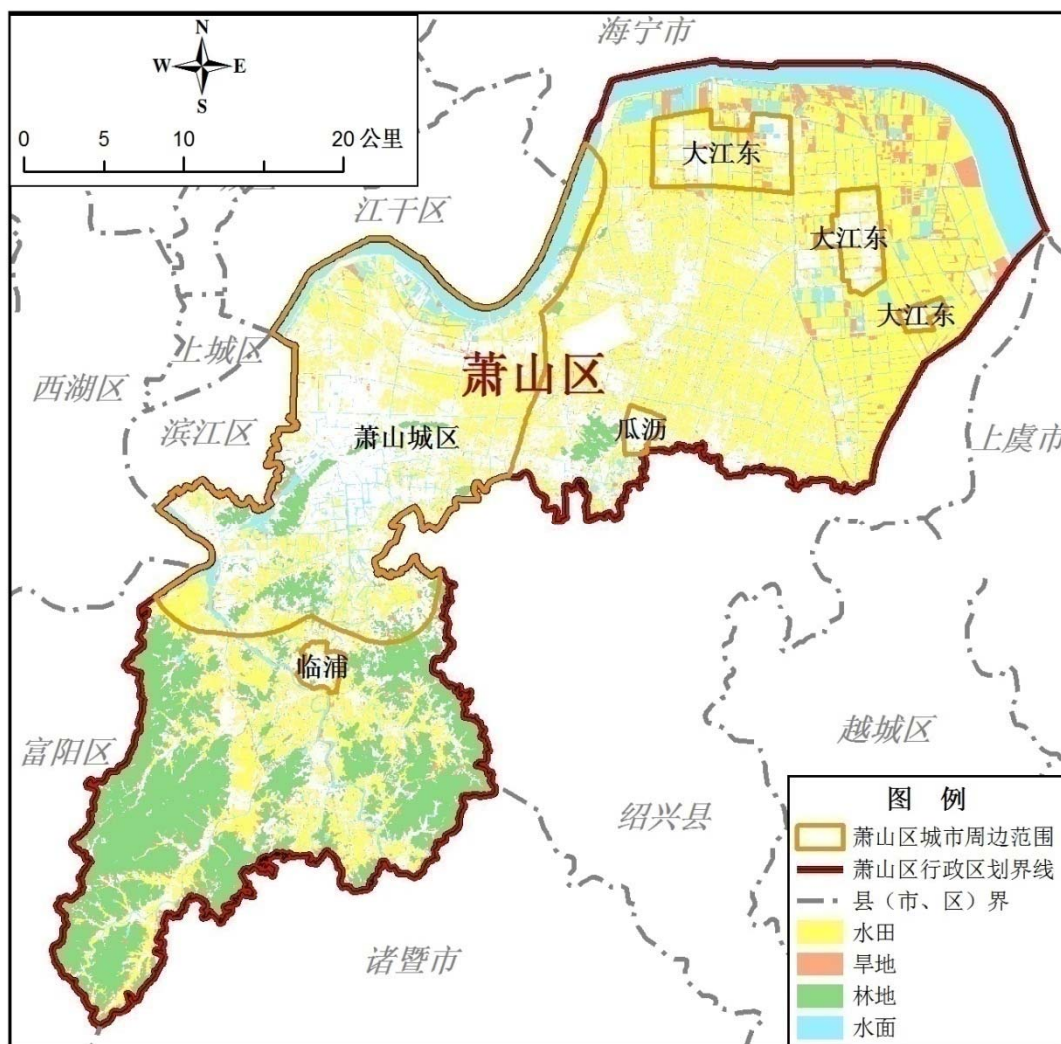 海宁市
N
W E
S
0 5 10 20 公里
江干区
大江东
大江东
大江东
上城区
西湖区
滨江区
萧山区
萧山城区
瓜沥
上虞市
临浦
富阳区
越城区
绍兴县
诸暨市
图 例
萧山区城市周边范围
萧山区行政区划界线
县（市、区）界
水田
旱地
林地
水面